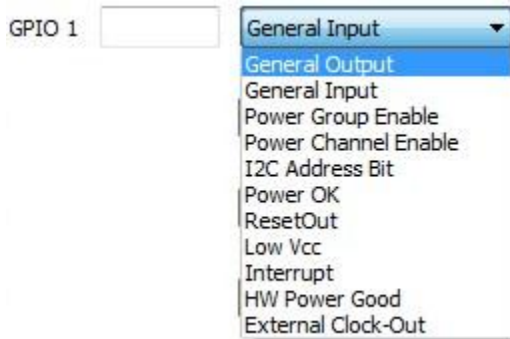 GPIO 1 General Input
General Output
General Input
Power Group Enable
Power Channel Enable
I2C Address Bit
Power OK
ResetOut
Low Vcc
Interrupt
HW Power Good
External Clock-Out